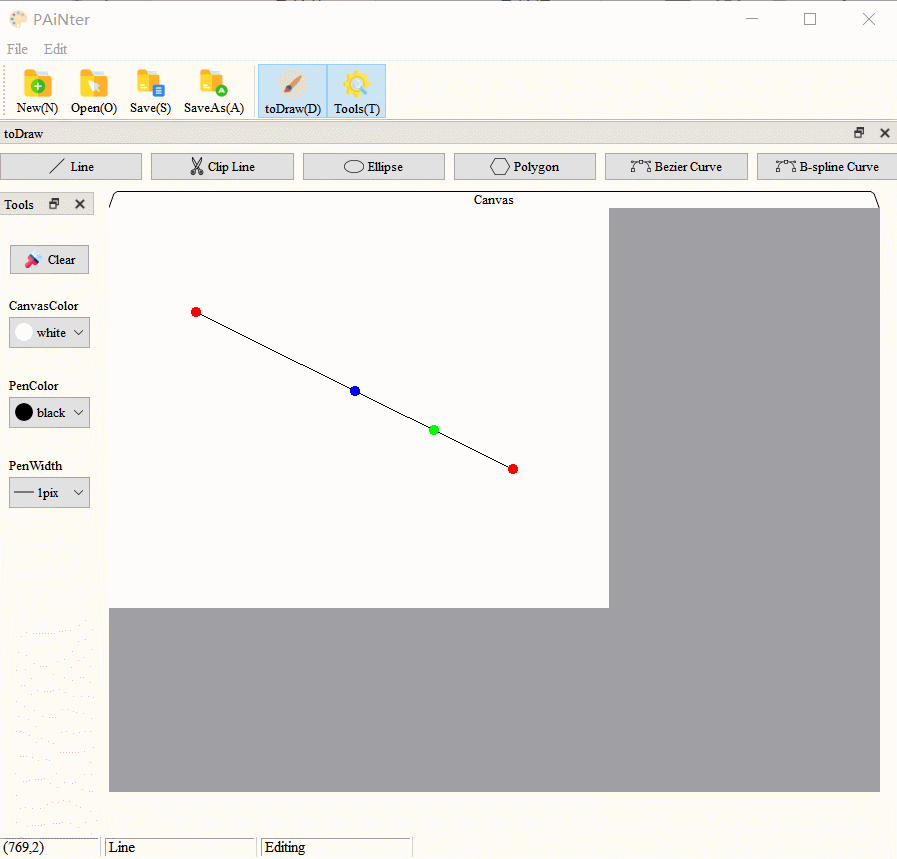 PAiNter
File Edit
New(N) Open(O) Save(S) SaveAs(A) toDraw(D) Tools(T)
toDraw
Line Clip Line Ellipse Polygon Bezier Curve B-spline Curve
Tools
Canvas
Clear
CanvasColor
white
PenColor
black
PenWidth
1pix
(769,2) Line Editing